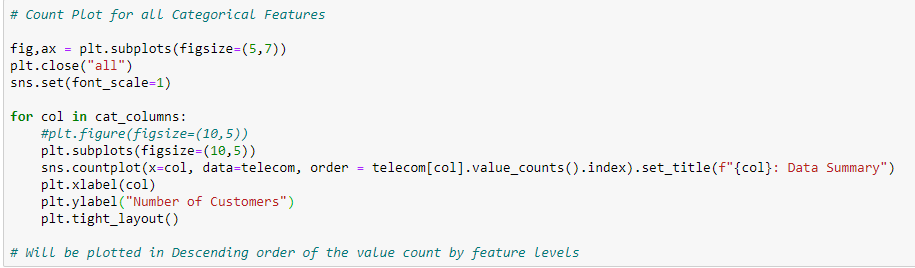 # Count Plot for all Categorical Features
fig,ax = plt.subplots(figsize=(5,7))
plt.close("all")
sns.set(font_scale=1)
for col in cat_columns:
    #plt.figure(figsize=(10,5))
    plt.subplots(figsize=(10,5))
    sns.countplot(x=col, data=telecom, order = telecom[col].value_counts().index).set_title(f"{col}: Data Summary")
    plt.xlabel(col)
    plt.ylabel("Number of Customers")
    plt.tight_layout()
# Will be plotted in Descending order of the value count by feature levels